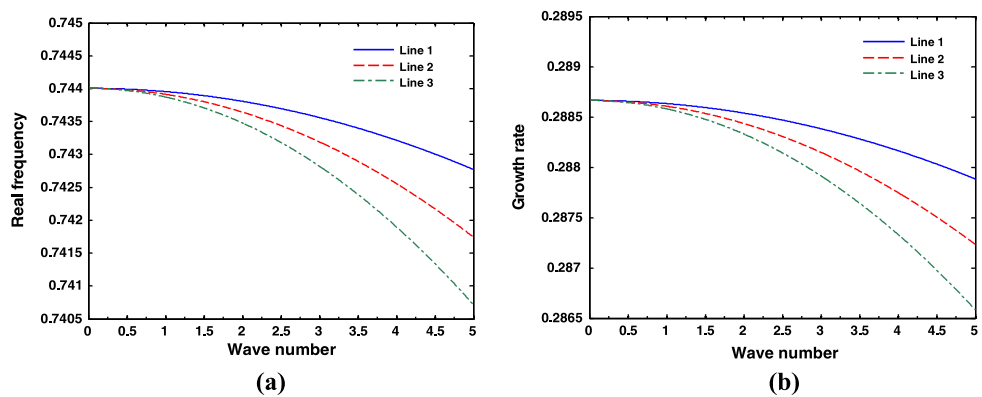 0.745
0.7445
0.744
0.7435
0.743
0.7425
0.742
0.7415
0.741
0.7405
Real frequency
Line 1
Line 2
Line 3
0 0.5 1 1.5 2 2.5 3 3.5 4 4.5 5
Wave number
(a)
0.2895
0.289
0.2885
0.288
0.2875
0.287
0.2865
Growth rate
Line 1
Line 2
Line 3
0 0.5 1 1.5 2 2.5 3 3.5 4 4.5 5
Wave number
(b)